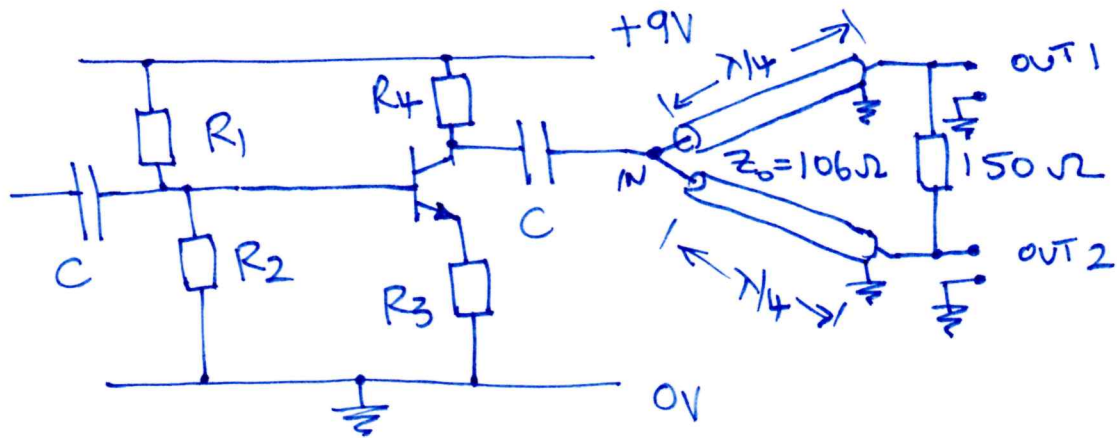 +9V
λ/4
OUT 1
R4
R1
IN
Z₀=106Ω
150Ω
C
C
R2
OUT 2
R3
λ/4
0V